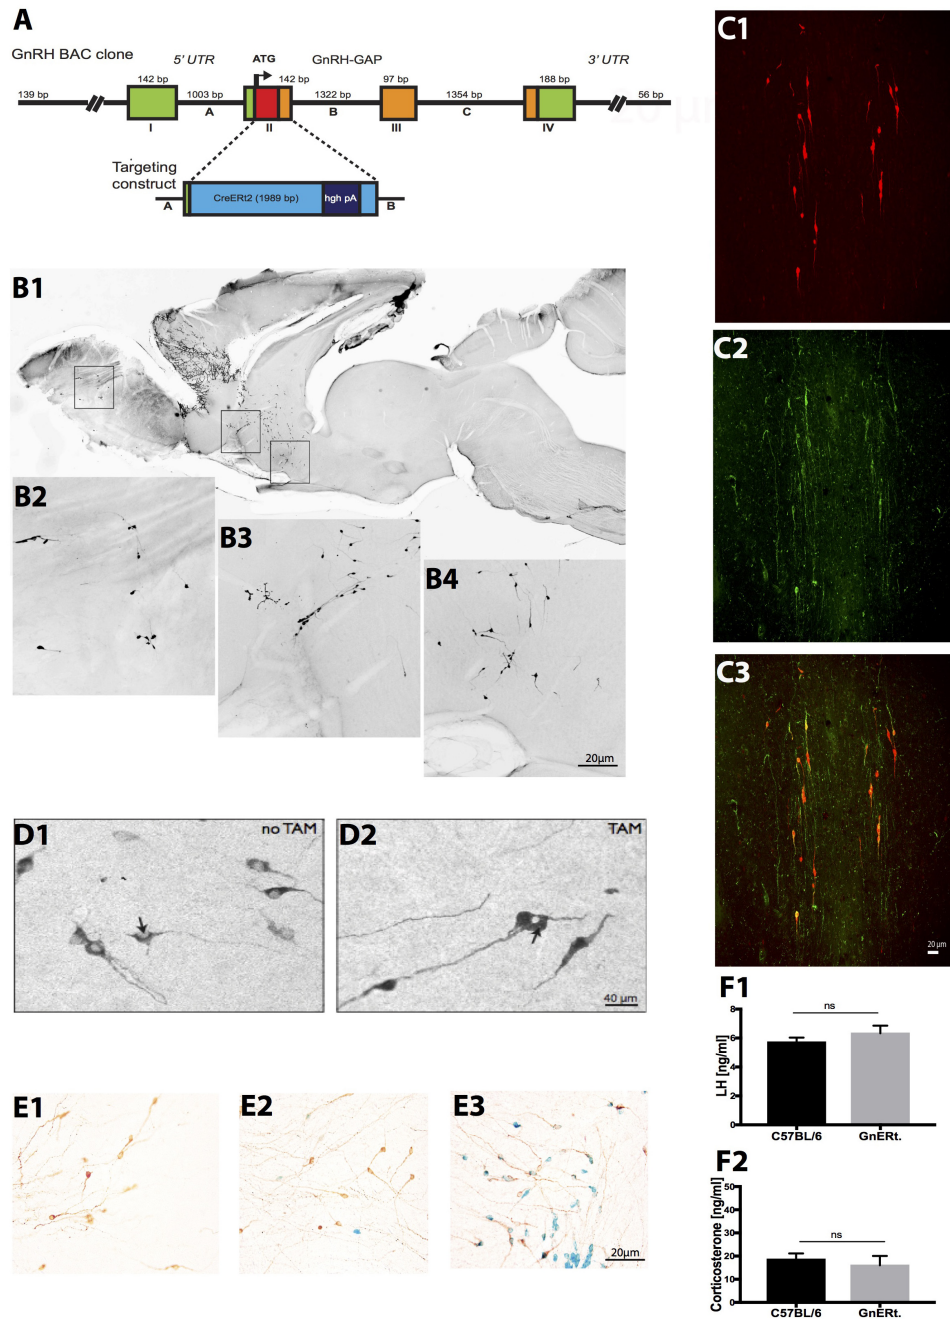 A
GnRH BAC clone
5' UTR
ATG
GnRH-GAP
3' UTR
139 bp
142 bp
1003 bp
142 bp
1322 bp
97 bp
1354 bp
188 bp
56 bp
I
A
II
B
III
C
IV
Targeting
construct
A
CreERt2 (1989 bp)
hgh pA
B
B1
B2
B3
B4
20µm
C1
C2
C3
20 µm
D1
no TAM
D2
TAM
40 µm
E1
E2
E3
20µm
F1
ns
LH [ng/ml]
8
6
4
2
0
C57BL/6
GnERt.
F2
ns
Corticosterone [ng/ml]
50
40
30
20
10
0
C57BL/6
GnERt.